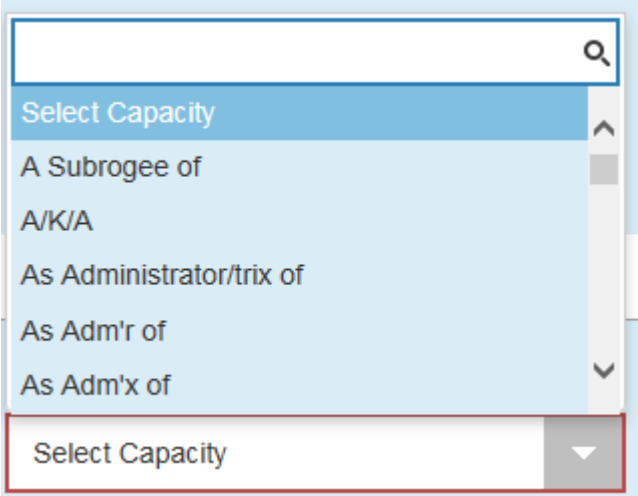 Select Capacity
A Subrogee of
A/K/A
As Administrator/trix of
As Adm'r of
As Adm'x of
Select Capacity